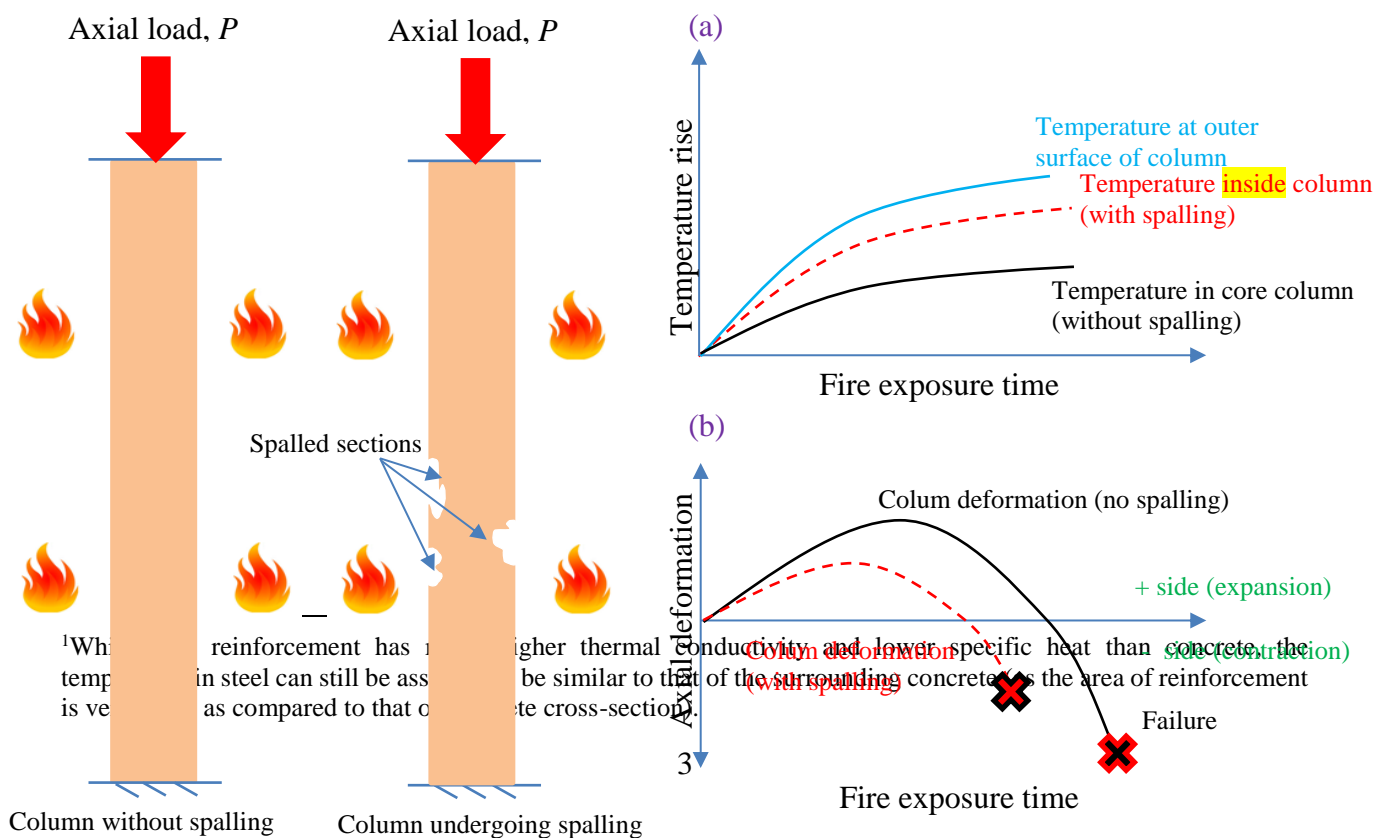 Axial load, P
Axial load, P
Spalled sections
Column without spalling
Column undergoing spalling
(a)
Temperature rise
Temperature at outer
surface of column
Temperature inside column
(with spalling)
Temperature in core column
(without spalling)
Fire exposure time
(b)
Axial deformation
Colum deformation (no spalling)
+ side (expansion)
- side (contraction)
Colum deformation
(with spalling)
Failure
Fire exposure time
1Whi reinforcement has igher thermal conductivity and lower specific heat than concrete, the
temp in steel can still be ass be similar to that of the surrounding concrete (as the area of reinforcement
is ve as compared to that o ete cross-section).
3